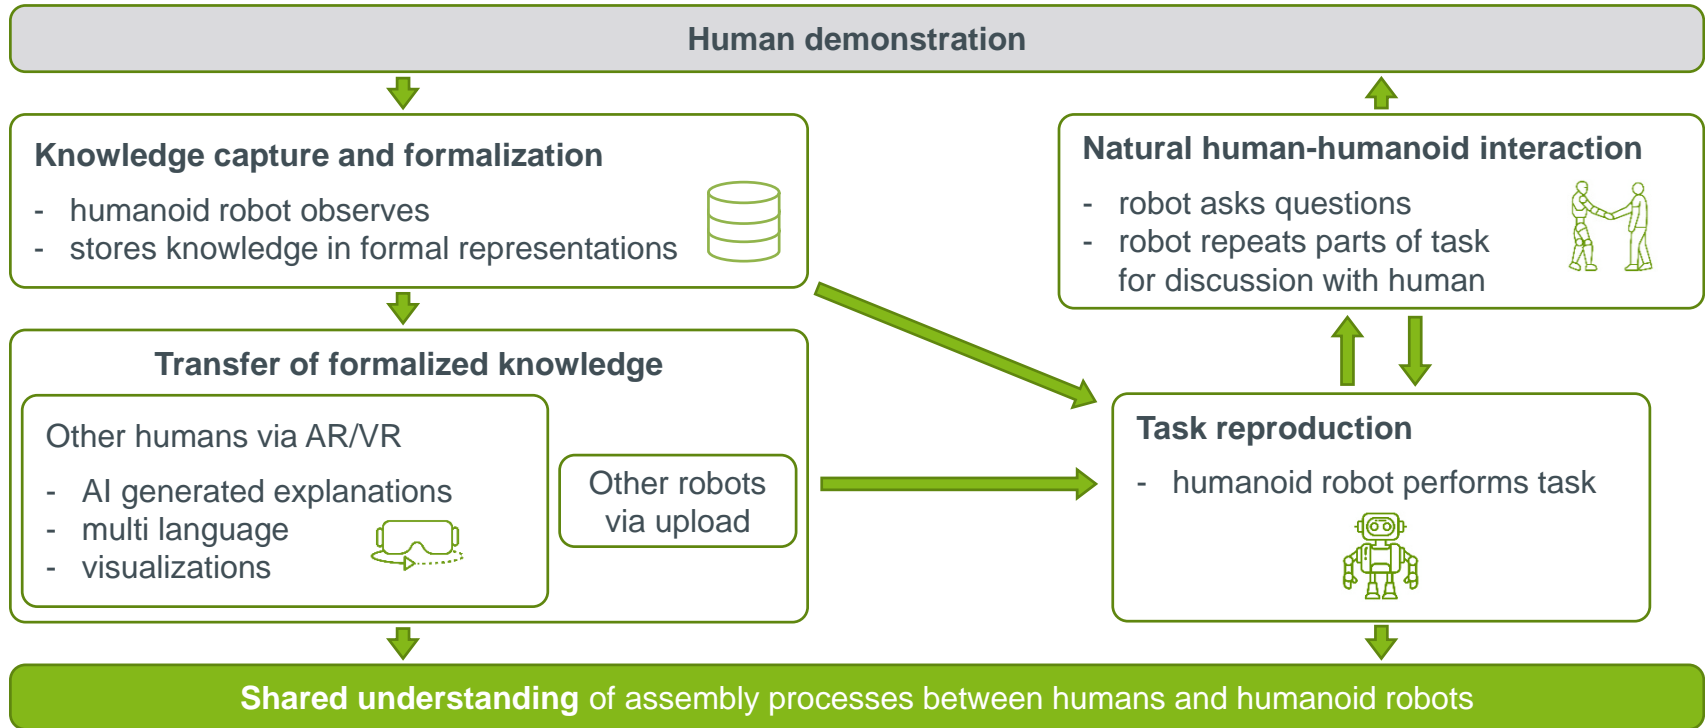 Human demonstration
Knowledge capture and formalization
- humanoid robot observes
- stores knowledge in formal representations
Natural human-humanoid interaction
- robot asks questions
- robot repeats parts of task
for discussion with human
Transfer of formalized knowledge
Other humans via AR/VR
- AI generated explanations
- multi language
- visualizations
Other robots
via upload
Task reproduction
- humanoid robot performs task
Shared understanding of assembly processes between humans and humanoid robots